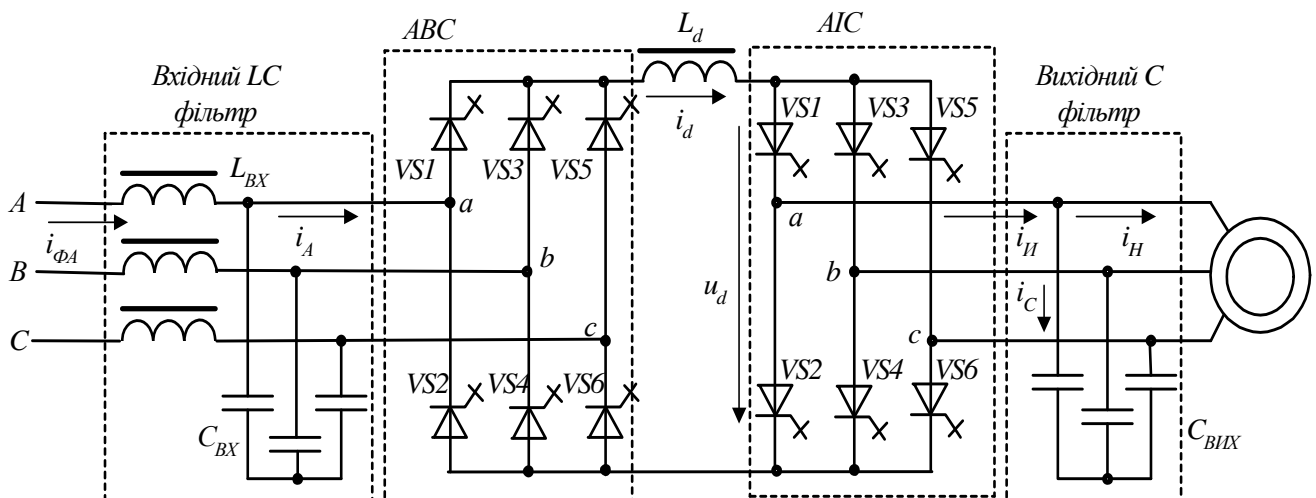 Вхідний LC
фільтр
АВС
L_d
АІС
Вихідний С
фільтр
VS1 VS3 VS5
i_d
VS1 VS3 VS5
L_BX
A
i_ФА
i_A
a
a
i_И
i_H
B
b
b
u_d
i_C
C
c
c
VS2 VS4 VS6
VS2 VS4 VS6
C_BX
C_ВИХ